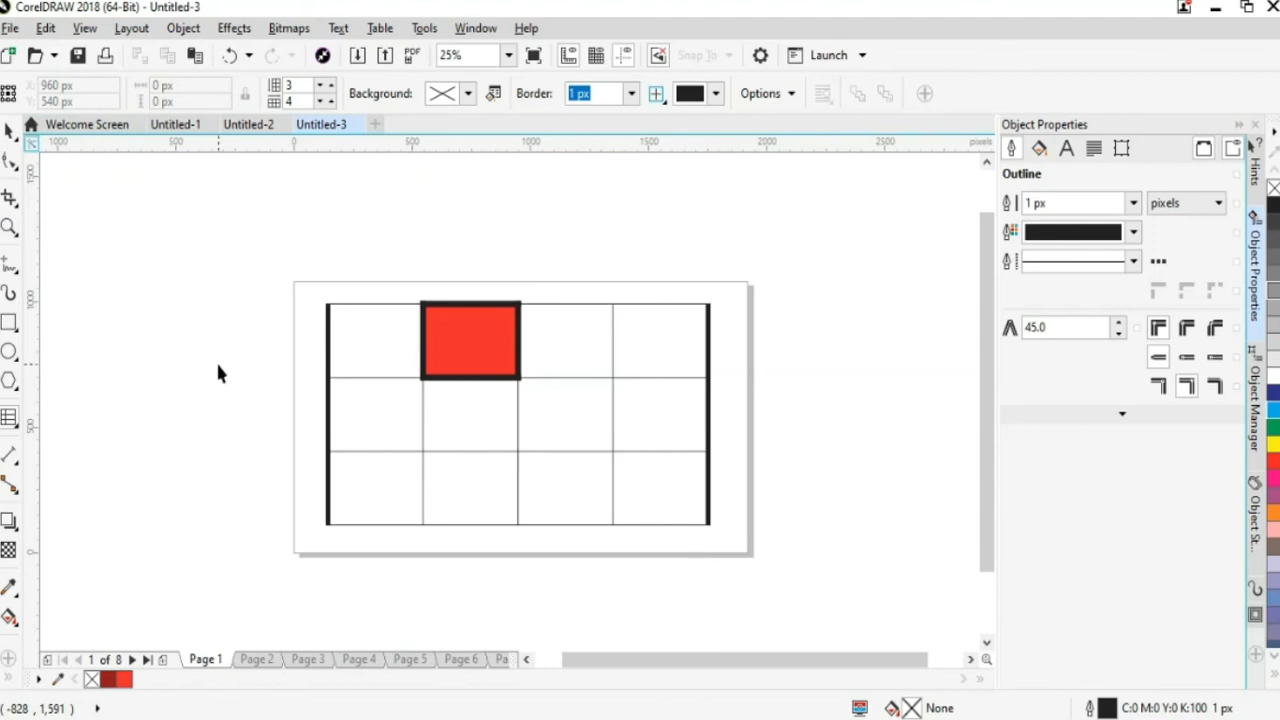 CorelDRAW 2018 (64-Bit) - Untitled-3
File Edit View Layout Object Effects Bitmaps Text Table Tools Window Help
PDF 25% Snap To Launch
X: 960 px 0 px 3
Y: 540 px 0 px 4
Background: Border: 1 px Options
Welcome Screen Untitled-1 Untitled-2 Untitled-3
Object Properties
1000 500 0 500 1000 1500 2000 2500 pixels
1500
1000
500
0
Outline
1 px pixels
45.0
Hints
Object Properties
Object Manager
Object St...
1 of 8 Page 1 Page 2 Page 3 Page 4 Page 5 Page 6 Pa
(-828 , 1,591 ) None C:0 M:0 Y:0 K:100 1 px